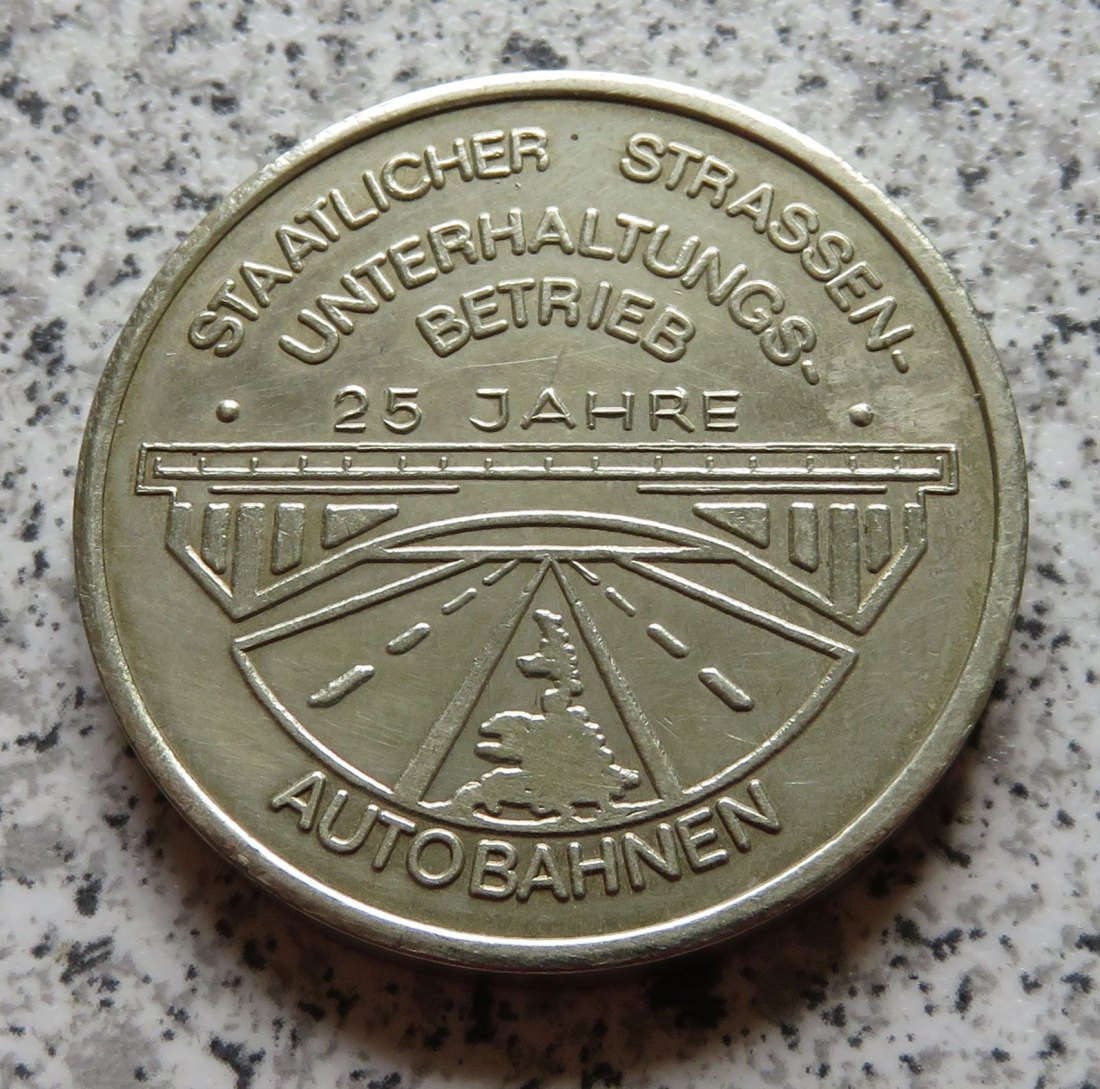 STAATLICHER STRASSEN-
UNTERHALTUNGS-
BETRIEB
25 JAHRE
AUTOBAHNEN